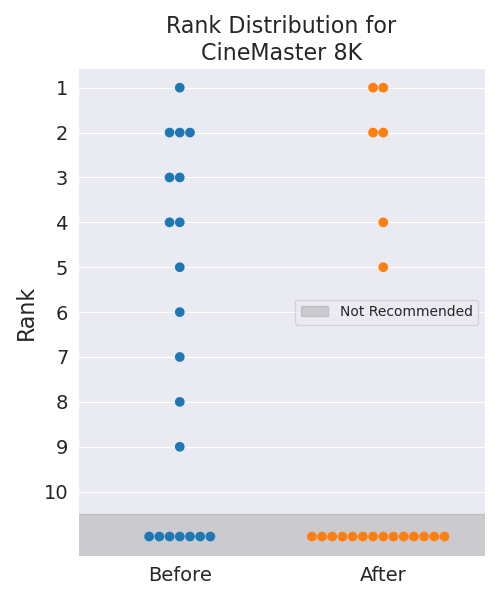 Rank Distribution for
CineMaster 8K
Rank
1
2
3
4
5
6
7
8
9
10
Not Recommended
Before
After